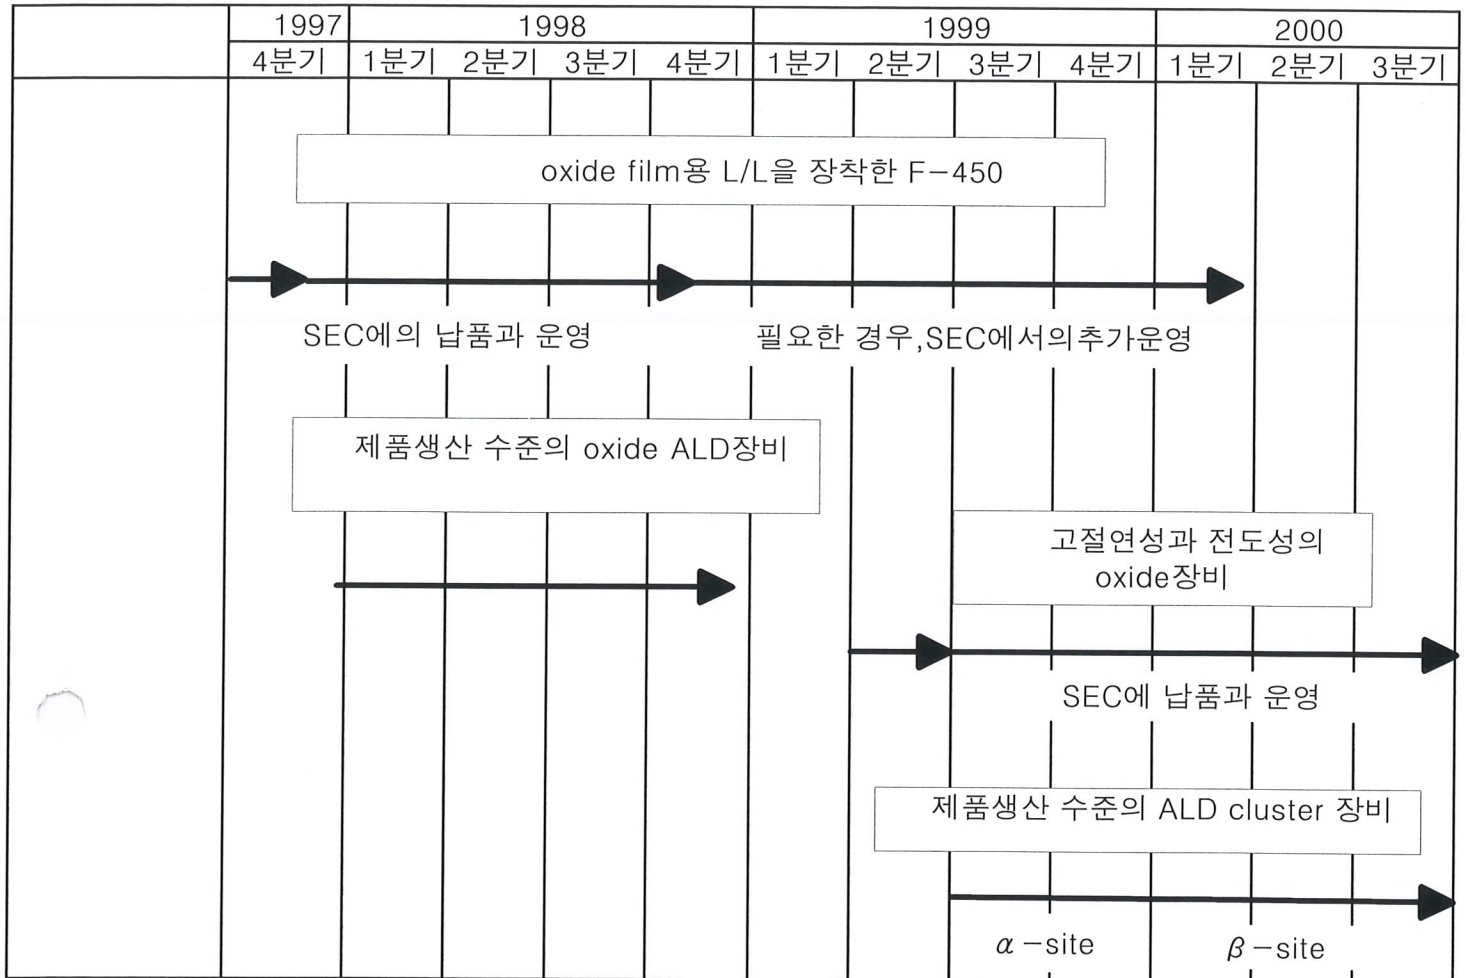 1997 1998 1999 2000
4분기 1분기 2분기 3분기 4분기 1분기 2분기 3분기 4분기 1분기 2분기 3분기
oxide film용 L/L을 장착한 F-450
SEC에의 납품과 운영 필요한 경우,SEC에서의추가운영
제품생산 수준의 oxide ALD장비
고절연성과 전도성의
oxide장비
SEC에 납품과 운영
제품생산 수준의 ALD cluster 장비
α-site β-site